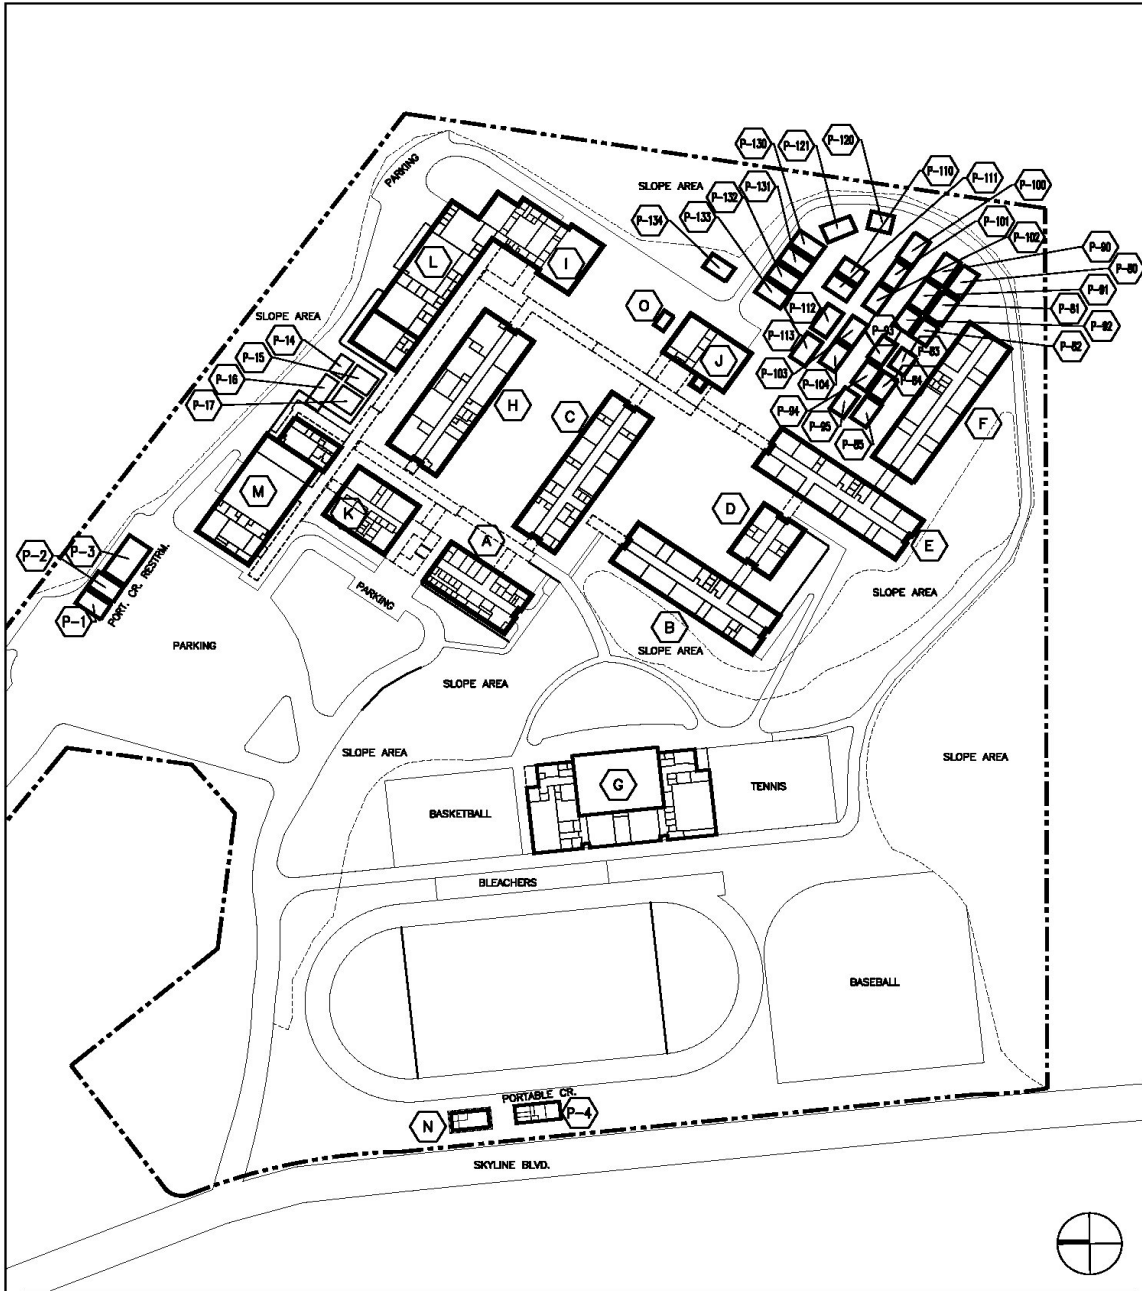 P-130
P-121
P-120
P-110
P-111
P-100
PARKING
SLOPE AREA
P-131
P-132
P-133
P-134
P-101
P-102
P-90
P-80
P-91
P-81
P-92
P-82
L
I
O
J
P-112
P-113
P-103
P-104
P-93
P-83
P-84
P-94
P-95
P-85
SLOPE AREA
P-14
P-15
P-16
P-17
H
C
F
M
K
A
D
E
B
P-2
P-3
P-1
PORT. CR. RESTRM.
PARKING
PARKING
SLOPE AREA
SLOPE AREA
SLOPE AREA
SLOPE AREA
SLOPE AREA
G
BASKETBALL
TENNIS
BLEACHERS
BASEBALL
PORTABLE CR.
N
P-4
SKYLINE BLVD.